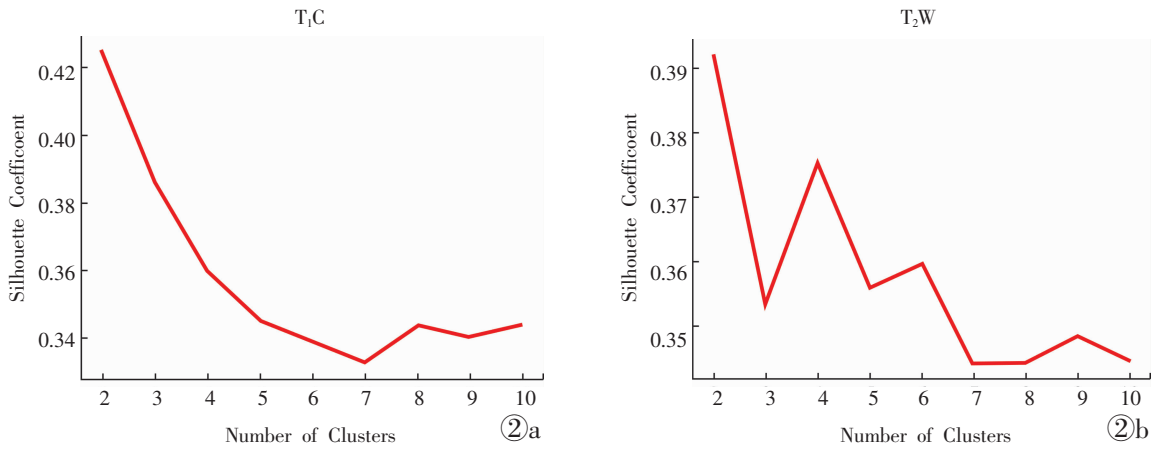 T₁C
Silhouette Coefficoent
0.42
0.40
0.38
0.36
0.34
2 3 4 5 6 7 8 9 10
Number of Clusters
②a
T₂W
Silhouette Coefficoent
0.39
0.38
0.37
0.36
0.35
2 3 4 5 6 7 8 9 10
Number of Clusters
②b